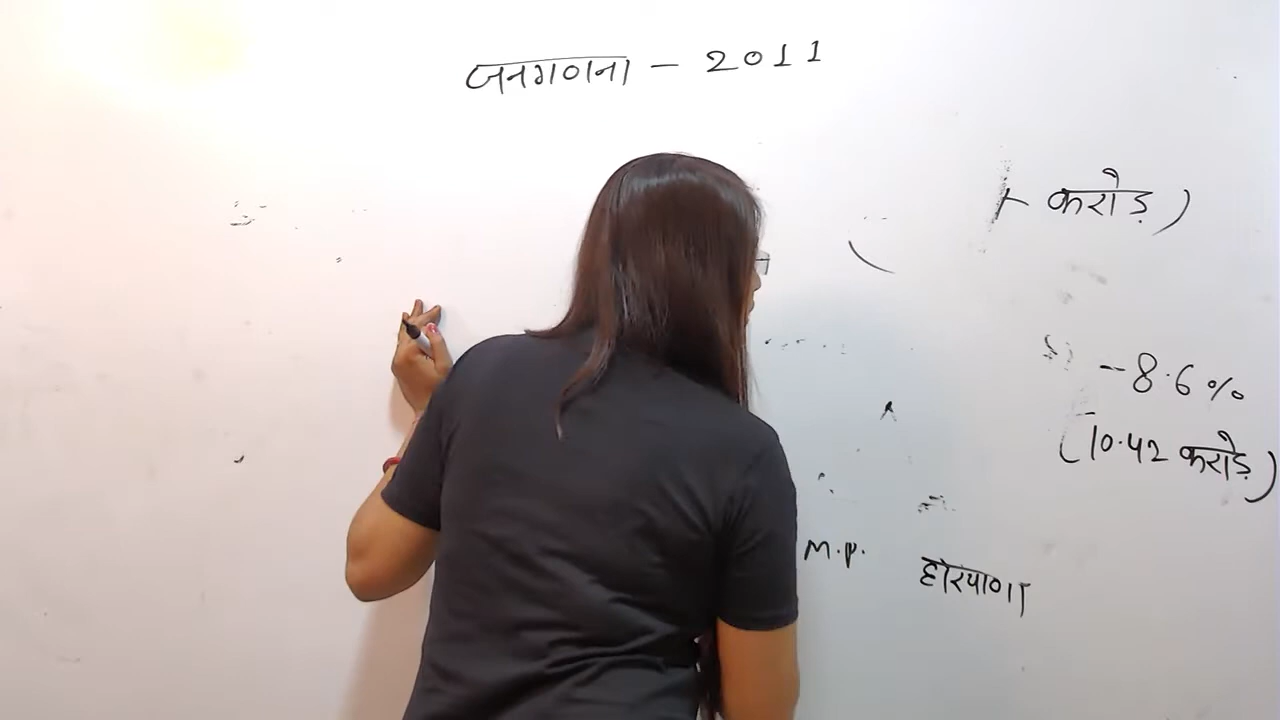 जनगणना - 2011
करोड़ )
- 8.6 %
(10.42 करोड़)
M.P.
हरियाणा